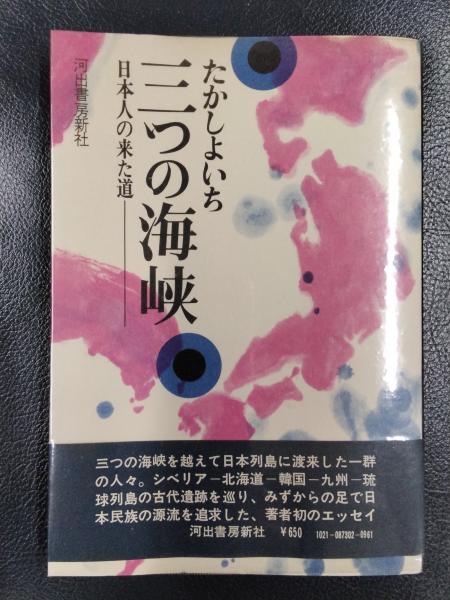 たかしよいち
三つの海峡
日本人の来た道
河出書房新社
三つの海峡を越えて日本列島に渡来した一群
の人々。シベリア−北海道−韓国−九州−琉
球列島の古代遺跡を巡り、みずからの足で日
本民族の源流を追求した、著者初のエッセイ
河出書房新社 ￥650 1021-087302-0961